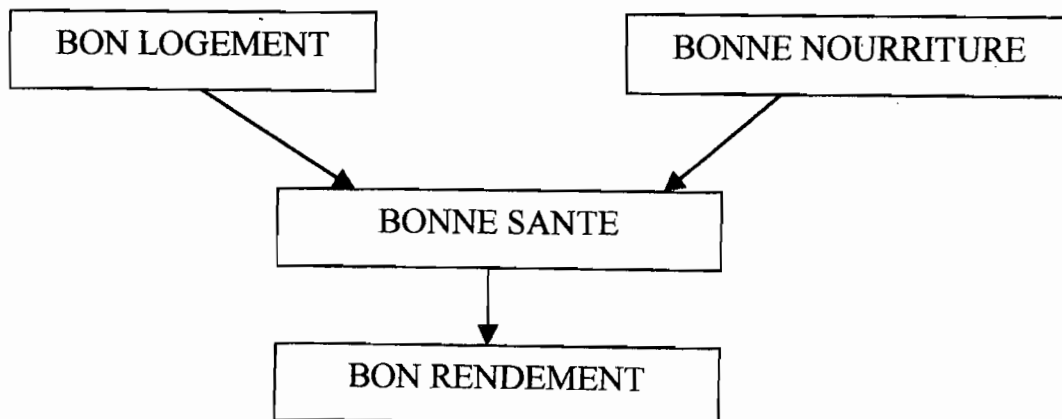 BON LOGEMENT
BONNE NOURRITURE
BONNE SANTE
BON RENDEMENT